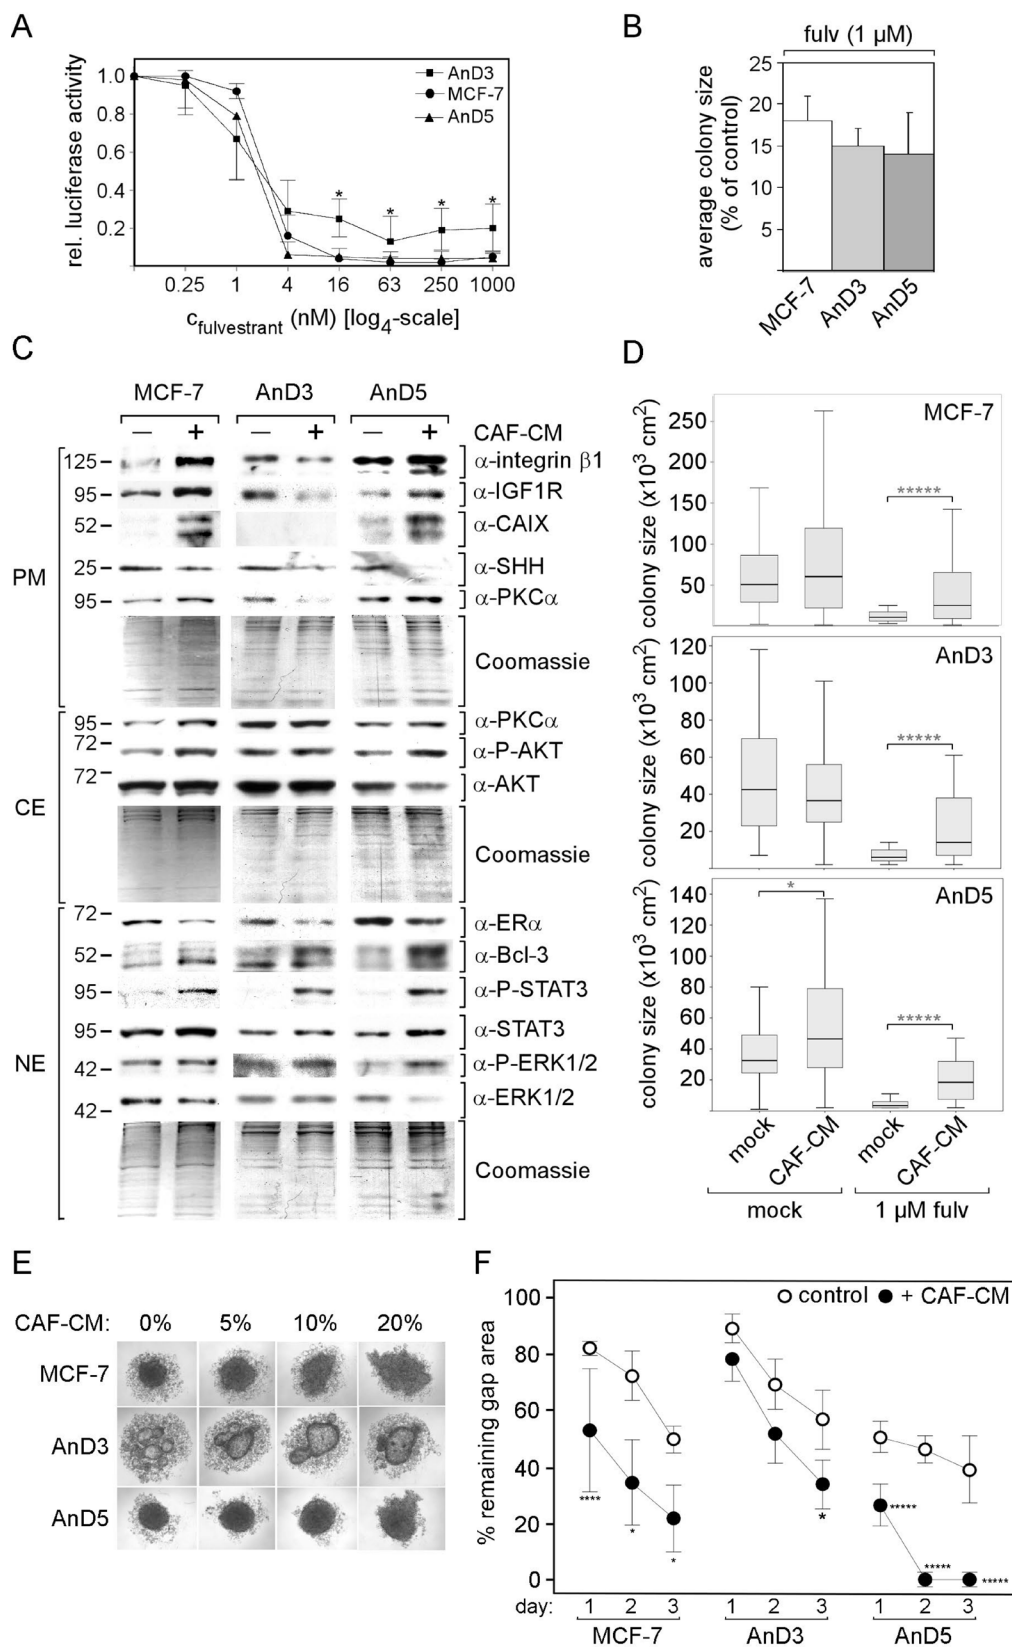 A
rel. luciferase activity
1.0
0.8
0.6
0.4
0.2
AnD3
MCF-7
AnD5
*
*
*
*
0.25 1 4 16 63 250 1000
c fulvestrant (nM) [log4-scale]
B
fulv (1 µM)
average colony size
(% of control)
25
20
15
10
5
MCF-7 AnD3 AnD5
C
MCF-7 AnD3 AnD5
— + — + — + CAF-CM
PM
125 α-integrin β1
95 α-IGF1R
52 α-CAIX
25 α-SHH
95 α-PKCα
Coomassie
CE
95 α-PKCα
72 α-P-AKT
72 α-AKT
Coomassie
NE
72 α-ERα
52 α-Bcl-3
95 α-P-STAT3
95 α-STAT3
42 α-P-ERK1/2
42 α-ERK1/2
Coomassie
D
colony size (x10³ cm²)
MCF-7
250
200
150
100
50
*****
colony size (x10³ cm²)
AnD3
120
100
80
60
40
20
*****
colony size (x10³ cm²)
AnD5
140
120
100
80
60
40
20
*
*****
mock CAF-CM mock CAF-CM
mock 1 µM fulv
E
CAF-CM: 0% 5% 10% 20%
MCF-7
AnD3
AnD5
F
% remaining gap area
100
80
60
40
20
0
control + CAF-CM
****
*
*
*
*****
*****
*****
day: 1 2 3 1 2 3 1 2 3
MCF-7 AnD3 AnD5